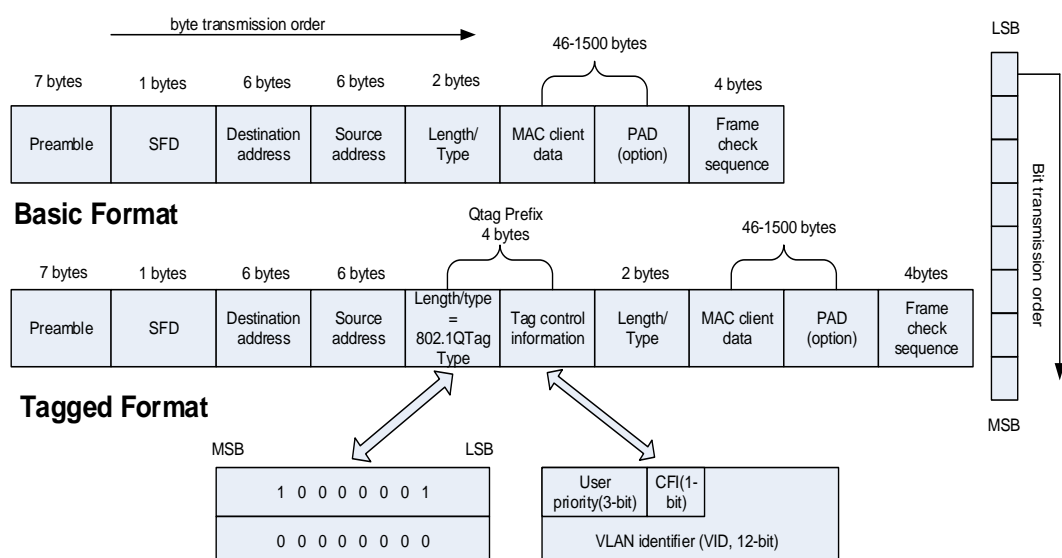 byte transmission order
46-1500 bytes
LSB
7 bytes
1 bytes
6 bytes
6 bytes
2 bytes
4 bytes
Preamble
SFD
Destination
address
Source
address
Length/
Type
MAC client
data
PAD
(option)
Frame
check
sequence
Basic Format
Qtag Prefix
4 bytes
46-1500 bytes
Bit transmission order
7 bytes
1 bytes
6 bytes
6 bytes
2 bytes
4bytes
Preamble
SFD
Destination
address
Source
address
Length/type
=
802.1QTag
Type
Tag control
information
Length/
Type
MAC client
data
PAD
(option)
Frame
check
sequence
Tagged Format
MSB
MSB
LSB
1 0 0 0 0 0 0 1
0 0 0 0 0 0 0 0
User
priority(3-bit)
CFI(1-
bit)
VLAN identifier (VID, 12-bit)